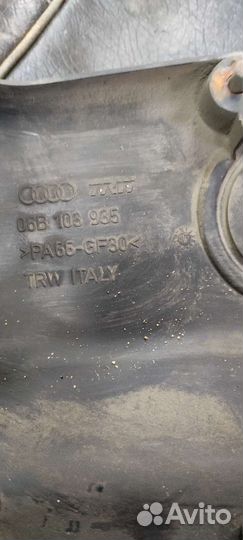 06B 103 935
>PA66-GF30<
TRW ITALY
Avito